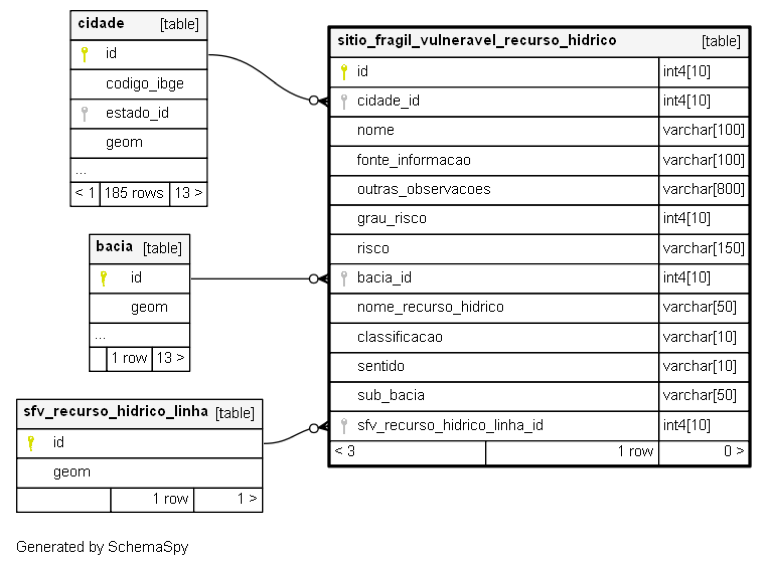 cidade [table]
id
codigo_ibge
estado_id
geom
...
< 1 185 rows 13 >
bacia [table]
id
geom
...
1 row 13 >
sfv_recurso_hidrico_linha [table]
id
geom
1 row 1 >
sitio_fragil_vulneravel_recurso_hidrico [table]
id int4[10]
cidade_id int4[10]
nome varchar[100]
fonte_informacao varchar[100]
outras_observacoes varchar[800]
grau_risco int4[10]
risco varchar[150]
bacia_id int4[10]
nome_recurso_hidrico varchar[50]
classificacao varchar[10]
sentido varchar[10]
sub_bacia varchar[50]
sfv_recurso_hidrico_linha_id int4[10]
< 3 1 row 0 >
Generated by SchemaSpy